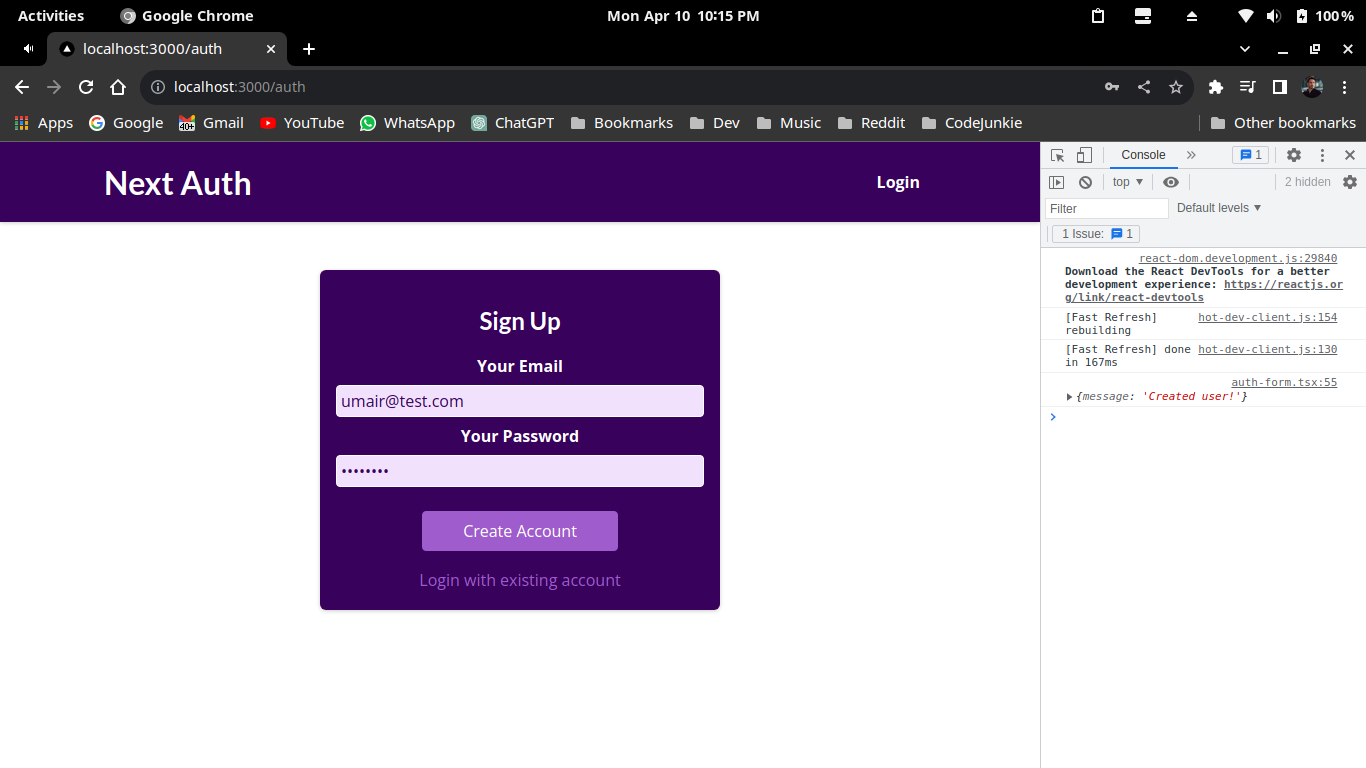 Activities Google Chrome Mon Apr 10 10:15 PM 100%
localhost:3000/auth
localhost:3000/auth
Apps Google 40+ Gmail YouTube WhatsApp ChatGPT Bookmarks Dev Music Reddit CodeJunkie Other bookmarks
Next Auth Login
Sign Up
Your Email
umair@test.com
Your Password
••••••••
Create Account
Login with existing account
Console 1
top 2 hidden
Filter Default levels
1 Issue: 1
react-dom.development.js:29840
Download the React DevTools for a better
development experience: https://reactjs.or
g/link/react-devtools
[Fast Refresh] hot-dev-client.js:154
rebuilding
[Fast Refresh] done hot-dev-client.js:130
in 167ms
auth-form.tsx:55
{message: 'Created user!'}